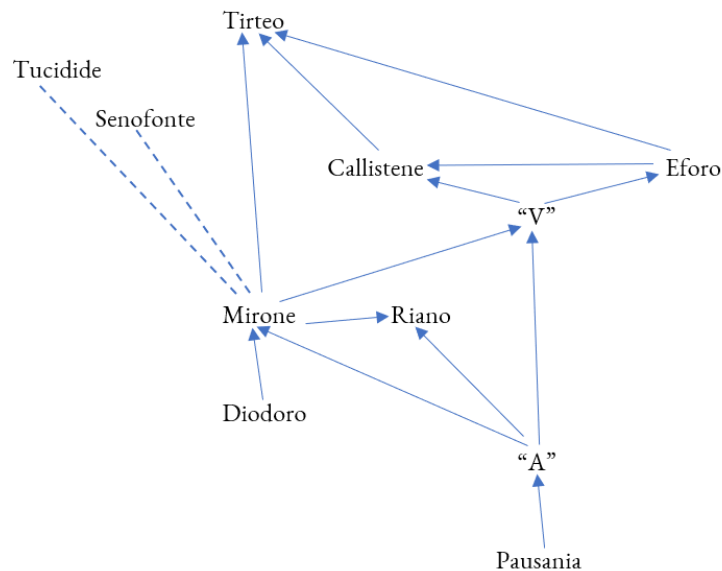 Tirteo
Tucidide
Senofonte
Callistene
Eforo
“V”
Mirone
Riano
Diodoro
“A”
Pausania